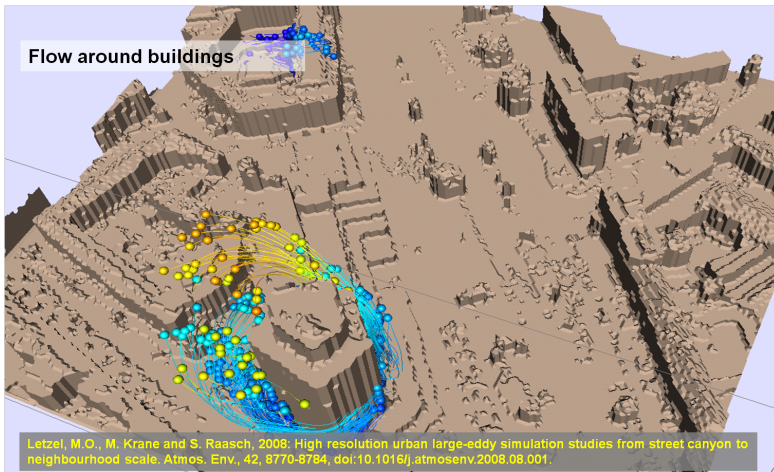 Flow around buildings
Letzel, M.O., M. Krane and S. Raasch, 2008: High resolution urban large-eddy simulation studies from street canyon to
neighbourhood scale. Atmos. Env., 42, 8770-8784, doi:10.1016/j.atmosenv.2008.08.001.